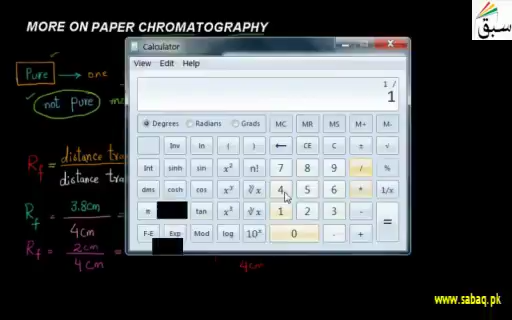 MORE ON PAPER CHROMATOGRAPHY
سبق
Calculator
View Edit Help
Pure → one
not pure
1 /
1
Degrees Radians Grads MC MR MS M+ M-
Inv ln ( ) ← CE C ± √
Int sinh sin x² n! 7 8 9 / %
dms cosh cos xʸ ʸ√x 4 5 6 * 1/x
π tan x³ ³√x 1 2 3 - =
F-E Exp Mod log 10ˣ 0 . +
Rf = distance tra
distance tra
Rf = 3.8cm =
4cm
Rf = 2cm =
4cm
4cm
www.sabaq.pk